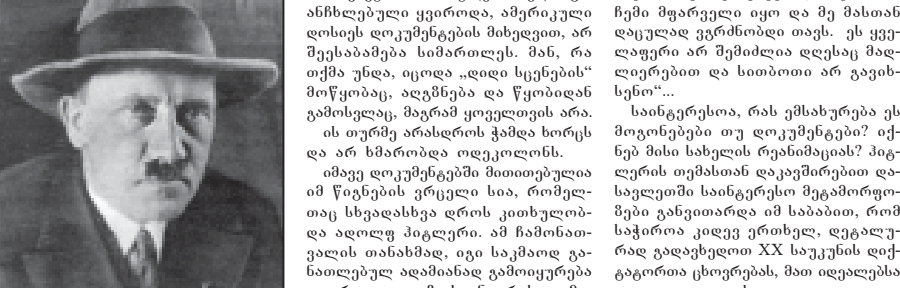 ანჩხლებული ყვიროდა, ამერიკული
დოსიეს დოკუმენტების მიხედვით, არ
შეესაბამება სიმართლეს. მან, რა
თქმა უნდა, იცოდა „დიდი სცენების“
მოწყობაც, აღგზნება და წყობიდან
გამოსვლაც, მაგრამ ყოველთვის არა.
ის თურმე არასდროს ჭამდა ხორცს
და არ ხმარობდა ოდეკოლონს.
იმავე დოკუმენტებში მითითებულია
იმ წიგნების ვრცელი სია, რომელ-
თაც სხვადასხვა დროს კითხულობ-
და ადოლფ ჰიტლერი. ამ ჩამონათ-
ვალის თანახმად, იგი საკმაოდ გა-
ნათლებულ ადამიანად გამოიყურება
ჩემი მფარველი იყო და მე მასთან
დაცულად ვგრძნობდი თავს. ეს ყვე-
ლაფერი არ შემიძლია დღესაც მად-
ლიერებით და სითბოთი არ გავიხ-
სენო“...
საინტერესოა, რას ემსახურება ეს
მოგონებები თუ დოკუმენტები? იქ-
ნებ მისი სახელის რეანიმაციას? ჰიტ-
ლერის თემასთან დაკავშირებით და-
სავლეთში საინტერესო მეტამორფო-
ზები განვითარდა იმ საბაბით, რომ
საჭიროა კიდევ ერთხელ, დეტალუ-
რად გადავხედოთ XX საუკუნის დიქ-
ტატორთა ცხოვრებას, მათ იდეალებსა